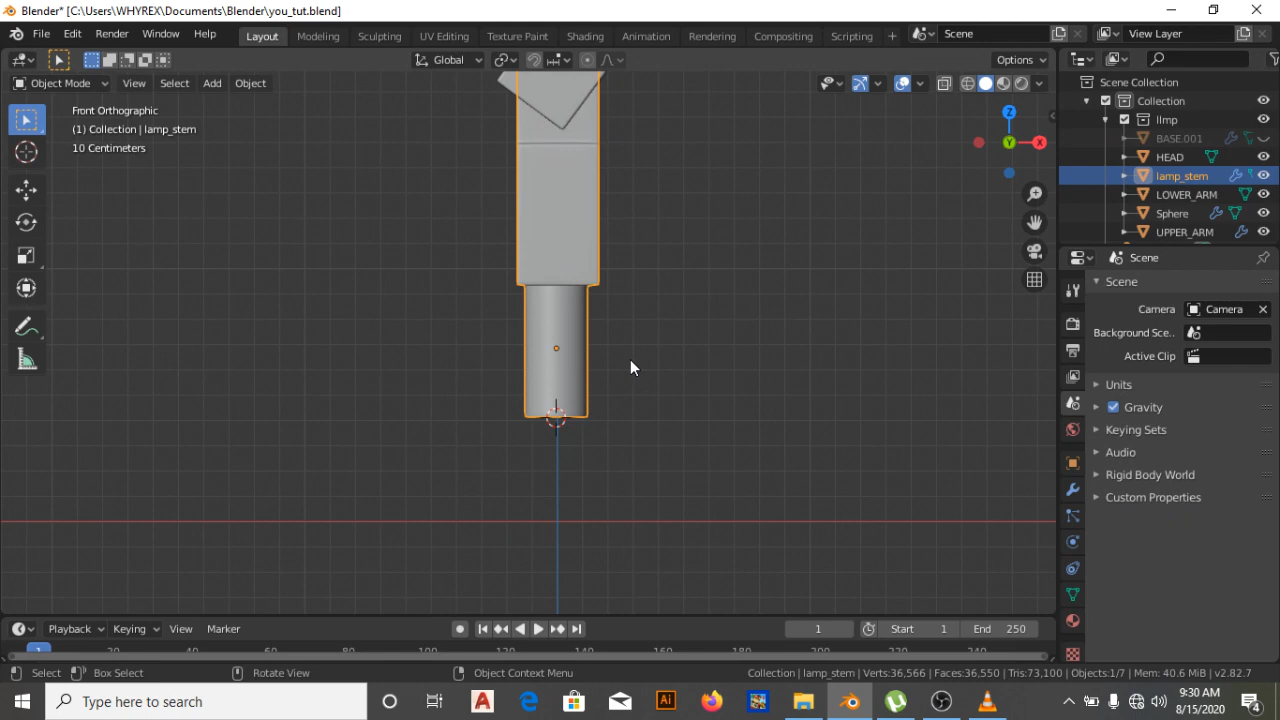 Blender* [C:\Users\WHYREX\Documents\Blender\you_tut.blend]
File Edit Render Window Help
Layout Modeling Sculpting UV Editing Texture Paint Shading Animation Rendering Compositing Scripting +
Scene
View Layer
Global
Options
Object Mode View Select Add Object
Front Orthographic
(1) Collection | lamp_stem
10 Centimeters
Z
X
Y
Scene Collection
Collection
BASE.001
HEAD
lamp_stem
LOWER_ARM
Sphere
UPPER_ARM
Scene
Scene
Camera Camera
Background Sce..
Active Clip
Units
Gravity
Keying Sets
Audio
Rigid Body World
Custom Properties
Playback Keying View Marker
1
Start 1
End 250
Select Box Select Rotate View Object Context Menu
Collection | lamp_stem | Verts:36,566 | Faces:36,550 | Tris:73,100 | Objects:1/7 | Mem: 40.6 MiB | v2.82.7
Type here to search
9:30 AM
8/15/2020